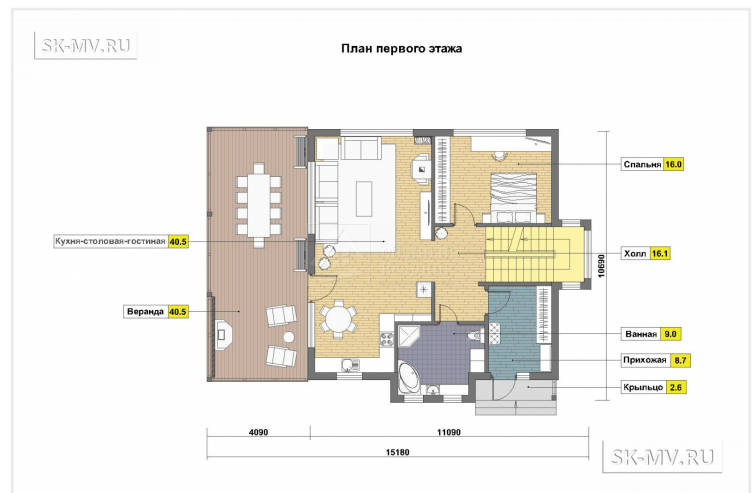 SK-MV.RU
План первого этажа
Спальня 16.0
Кухня-столовая-гостиная 40.5
Холл 16.1
10690
Веранда 40.5
Ванная 9.0
Прихожая 8.7
Крыльцо 2.6
4090 11090
15180
SK-MV.RU